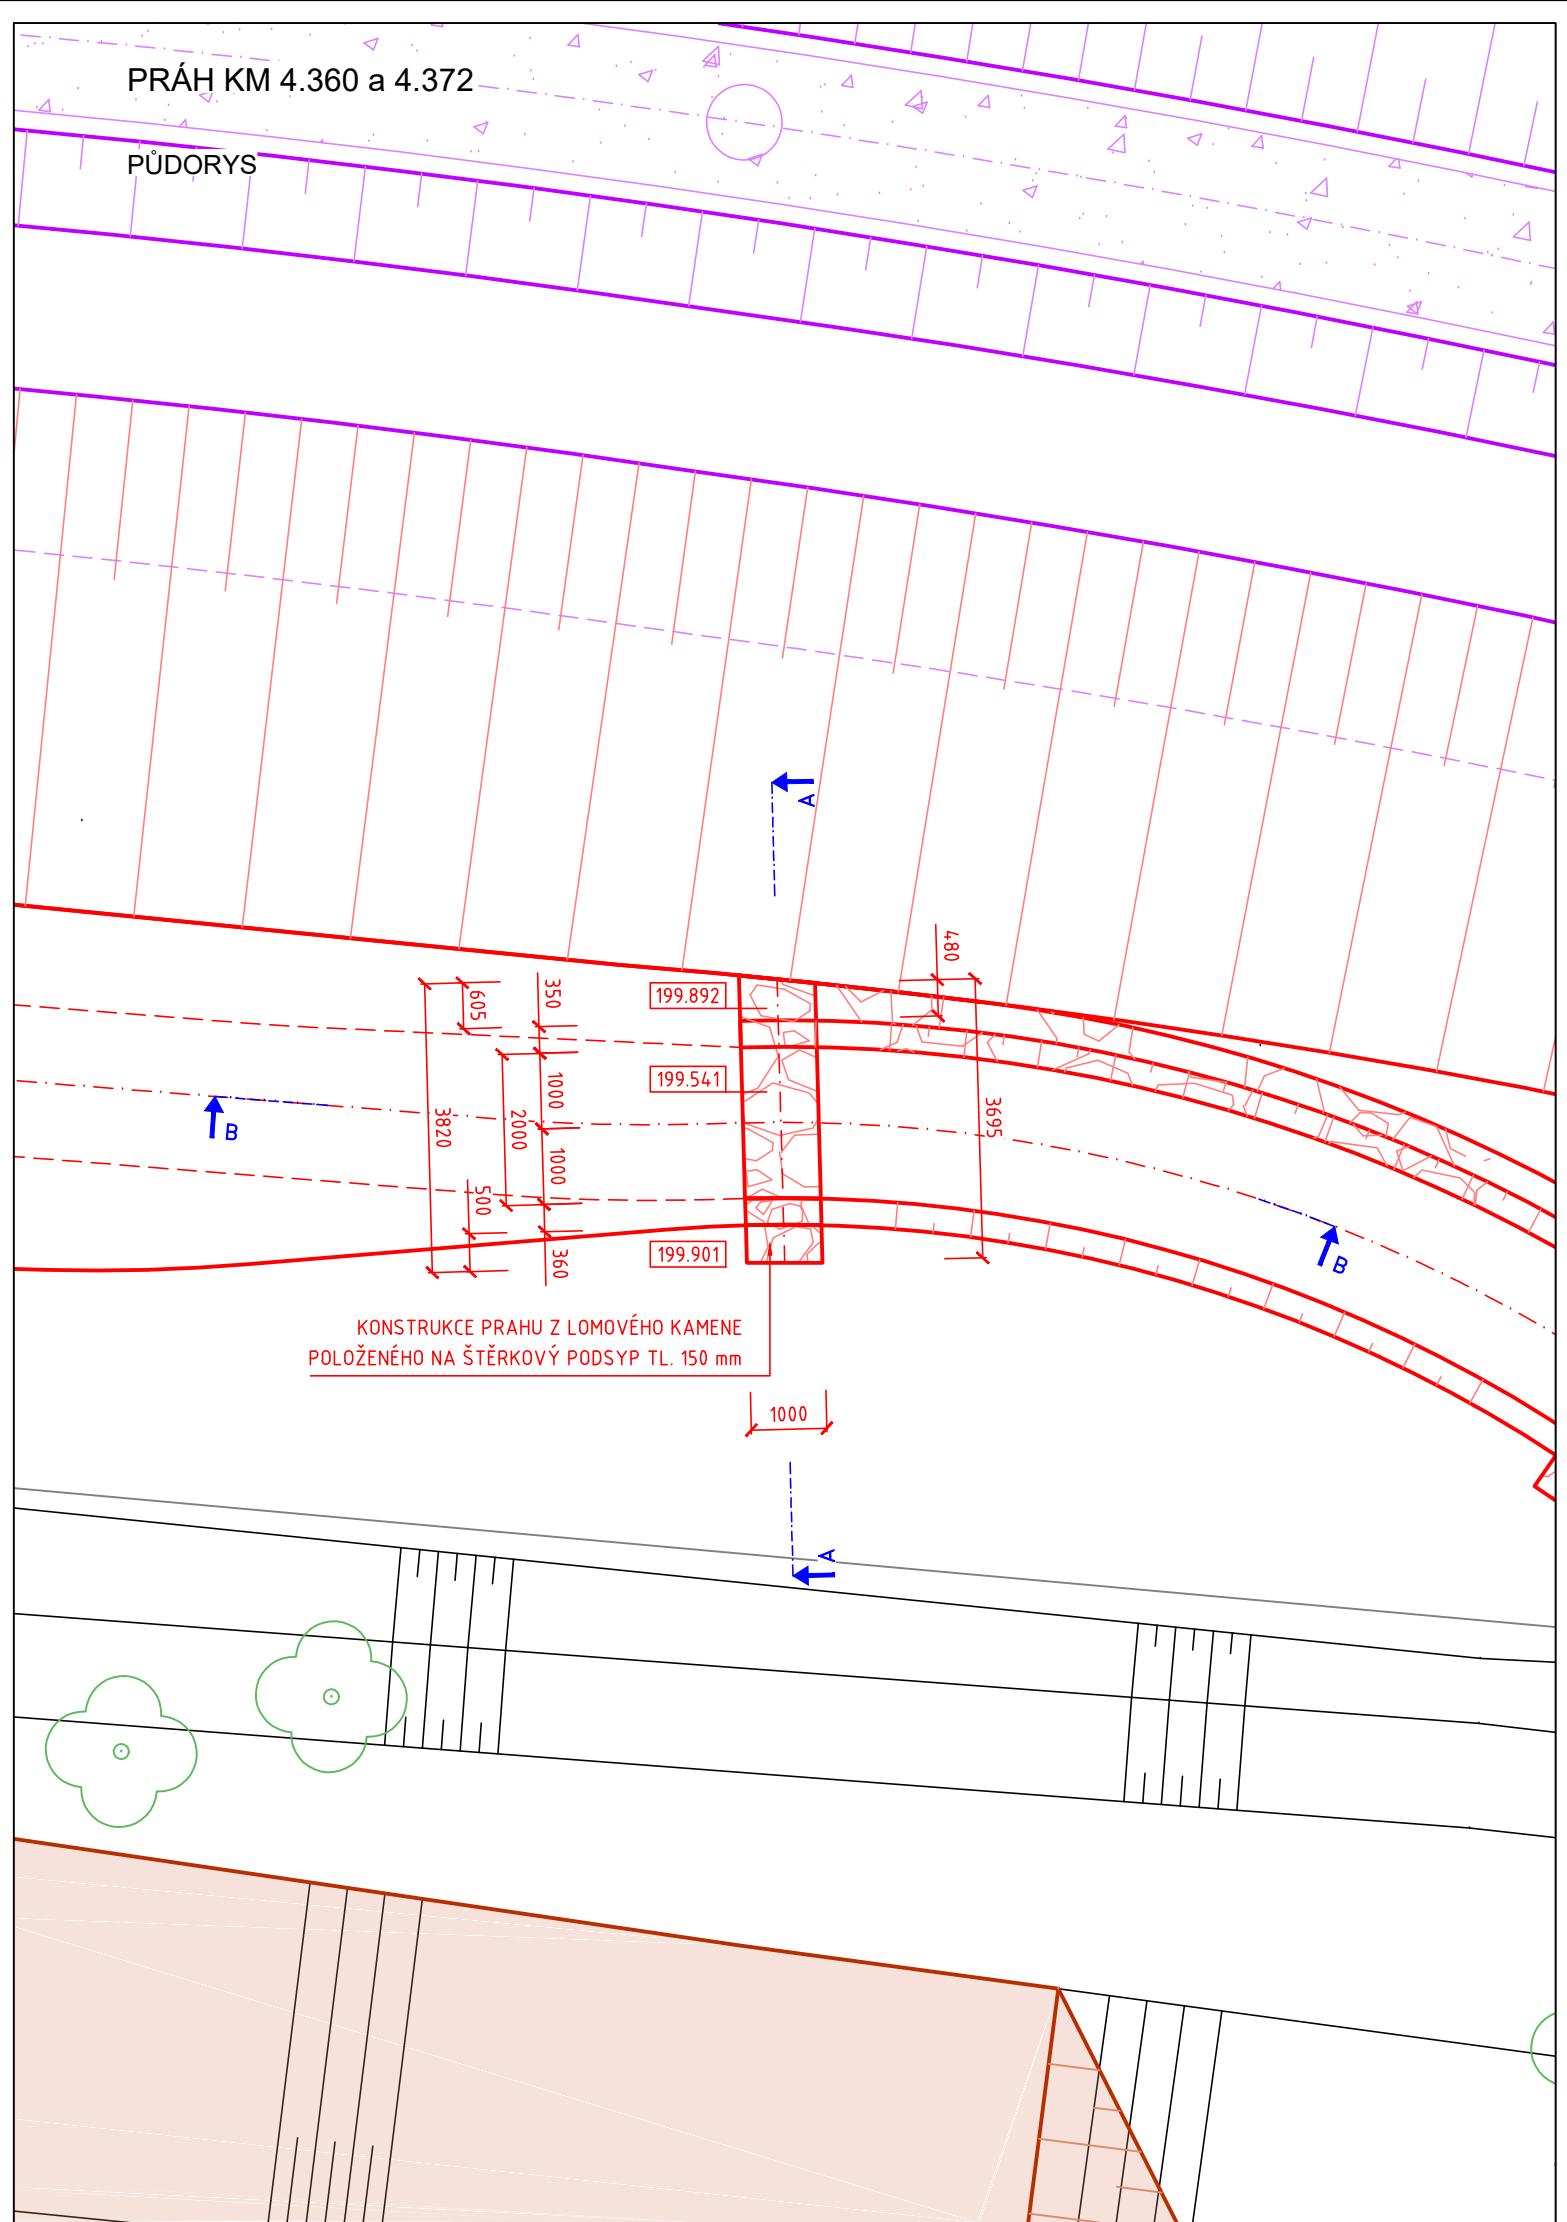 PRÁH KM 4.360 a 4.372
PŮDORYS
A
480
350
605
199.892
199.541
1000
2000
3820
3695
B
1000
500
360
199.901
B
KONSTRUKCE PRAHU Z LOMOVÉHO KAMENE
POLOŽENÉHO NA ŠTĚRKOVÝ PODSYP TL. 150 mm
1000
A